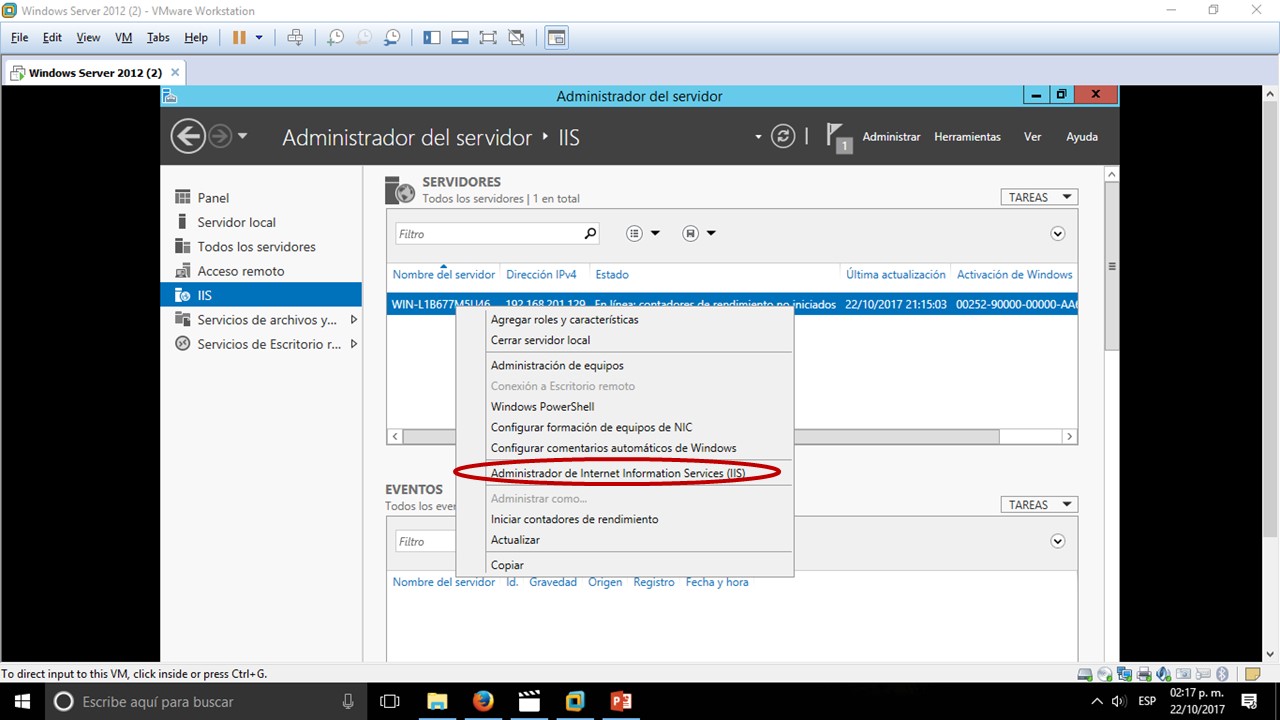 Windows Server 2012 (2) - VMware Workstation
File Edit View VM Tabs Help
Windows Server 2012 (2)
Administrador del servidor
Administrador del servidor IIS
1 Administrar Herramientas Ver Ayuda
Panel
Servidor local
Todos los servidores
Acceso remoto
IIS
Servicios de archivos y...
Servicios de Escritorio r...
SERVIDORES
Todos los servidores | 1 en total
TAREAS
Filtro
Nombre del servidor Dirección IPv4 Estado Última actualización Activación de Windows
WIN-L1B677M5U46 192.168.201.129 En línea: contadores de rendimiento no iniciados 22/10/2017 21:15:03 00252-90000-00000-AA
Agregar roles y características
Cerrar servidor local
Administración de equipos
Conexión a Escritorio remoto
Windows PowerShell
Configurar formación de equipos de NIC
Configurar comentarios automáticos de Windows
Administrador de Internet Information Services (IIS)
Administrar como...
Iniciar contadores de rendimiento
Actualizar
Copiar
EVENTOS
Todos los
TAREAS
Filtro
Nombre del servidor Id. Gravedad Origen Registro Fecha y hora
To direct input to this VM, click inside or press Ctrl+G.
Escribe aquí para buscar
ESP
02:17 p. m.
22/10/2017